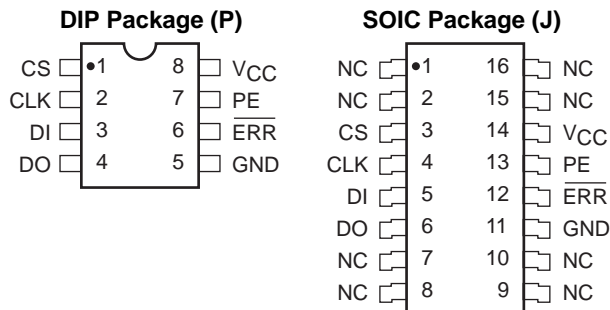 DIP Package (P)
CS 1 8 VCC
CLK 2 7 PE
DI 3 6 ERR
DO 4 5 GND
SOIC Package (J)
NC 1 16 NC
NC 2 15 NC
CS 3 14 VCC
CLK 4 13 PE
DI 5 12 ERR
DO 6 11 GND
NC 7 10 NC
NC 8 9 NC